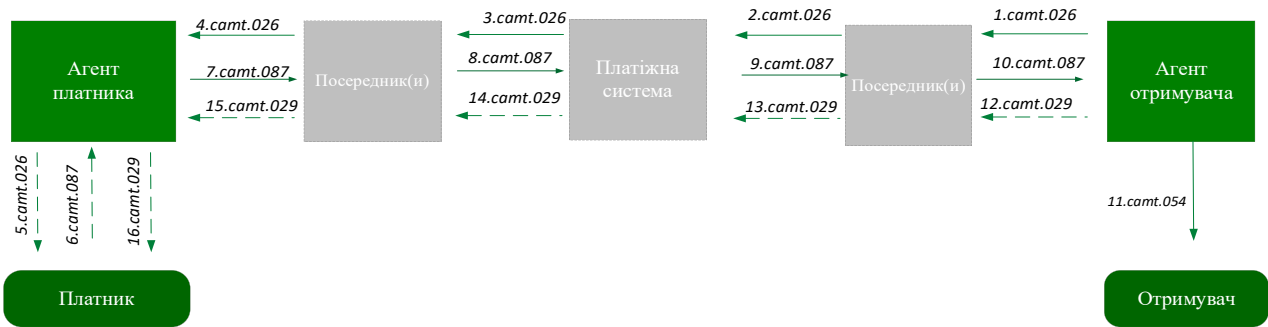 4.camt.026
3.camt.026
2.camt.026
1.camt.026
Агент
платника
7.camt.087
Посередник(и)
8.camt.087
Платіжна
система
9.camt.087
Посередник(и)
10.camt.087
Агент
отримувача
15.camt.029
14.camt.029
13.camt.029
12.camt.029
5.camt.026
6.camt.087
16.camt.029
11.camt.054
Платник
Отримувач